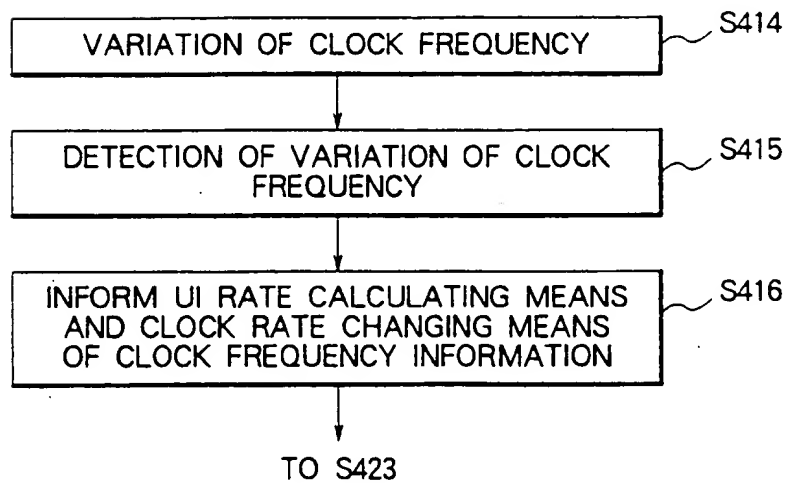 VARIATION OF CLOCK FREQUENCY
S414
DETECTION OF VARIATION OF CLOCK
FREQUENCY
S415
INFORM UI RATE CALCULATING MEANS
AND CLOCK RATE CHANGING MEANS
OF CLOCK FREQUENCY INFORMATION
S416
TO S423